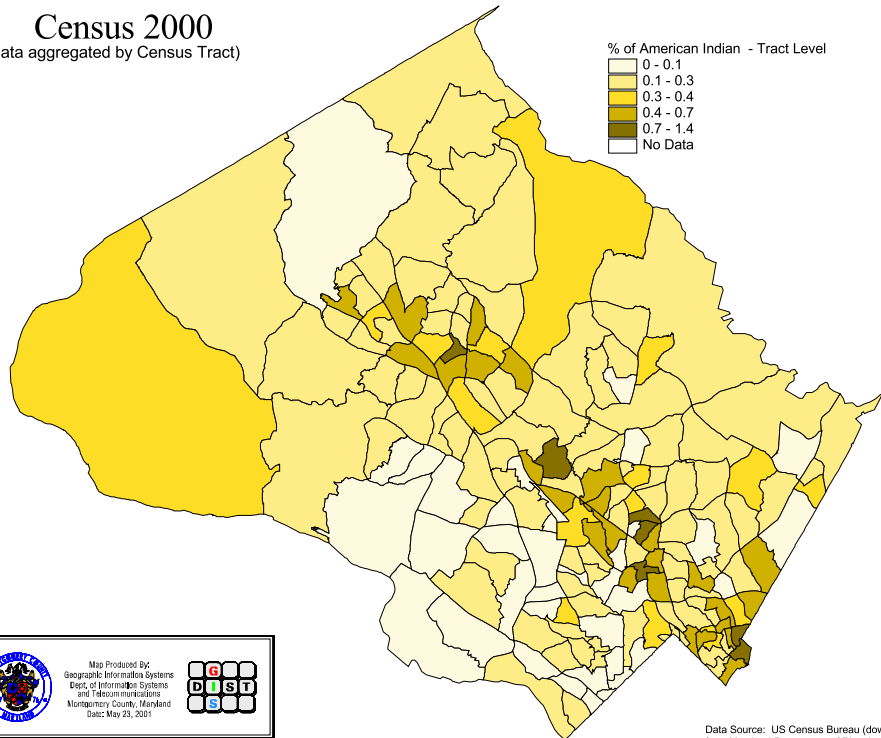 Census 2000
ata aggregated by Census Tract)
% of American Indian - Tract Level
0 - 0.1
0.1 - 0.3
0.3 - 0.4
0.4 - 0.7
0.7 - 1.4
No Data
Map Produced By:
Geographic Information Systems
Dept. of Information Systems
and Telecommunications
Montgomery County, Maryland
Date: May 23, 2001
G
D I S T
S
MARYLAND
Data Source: US Census Bureau (dow